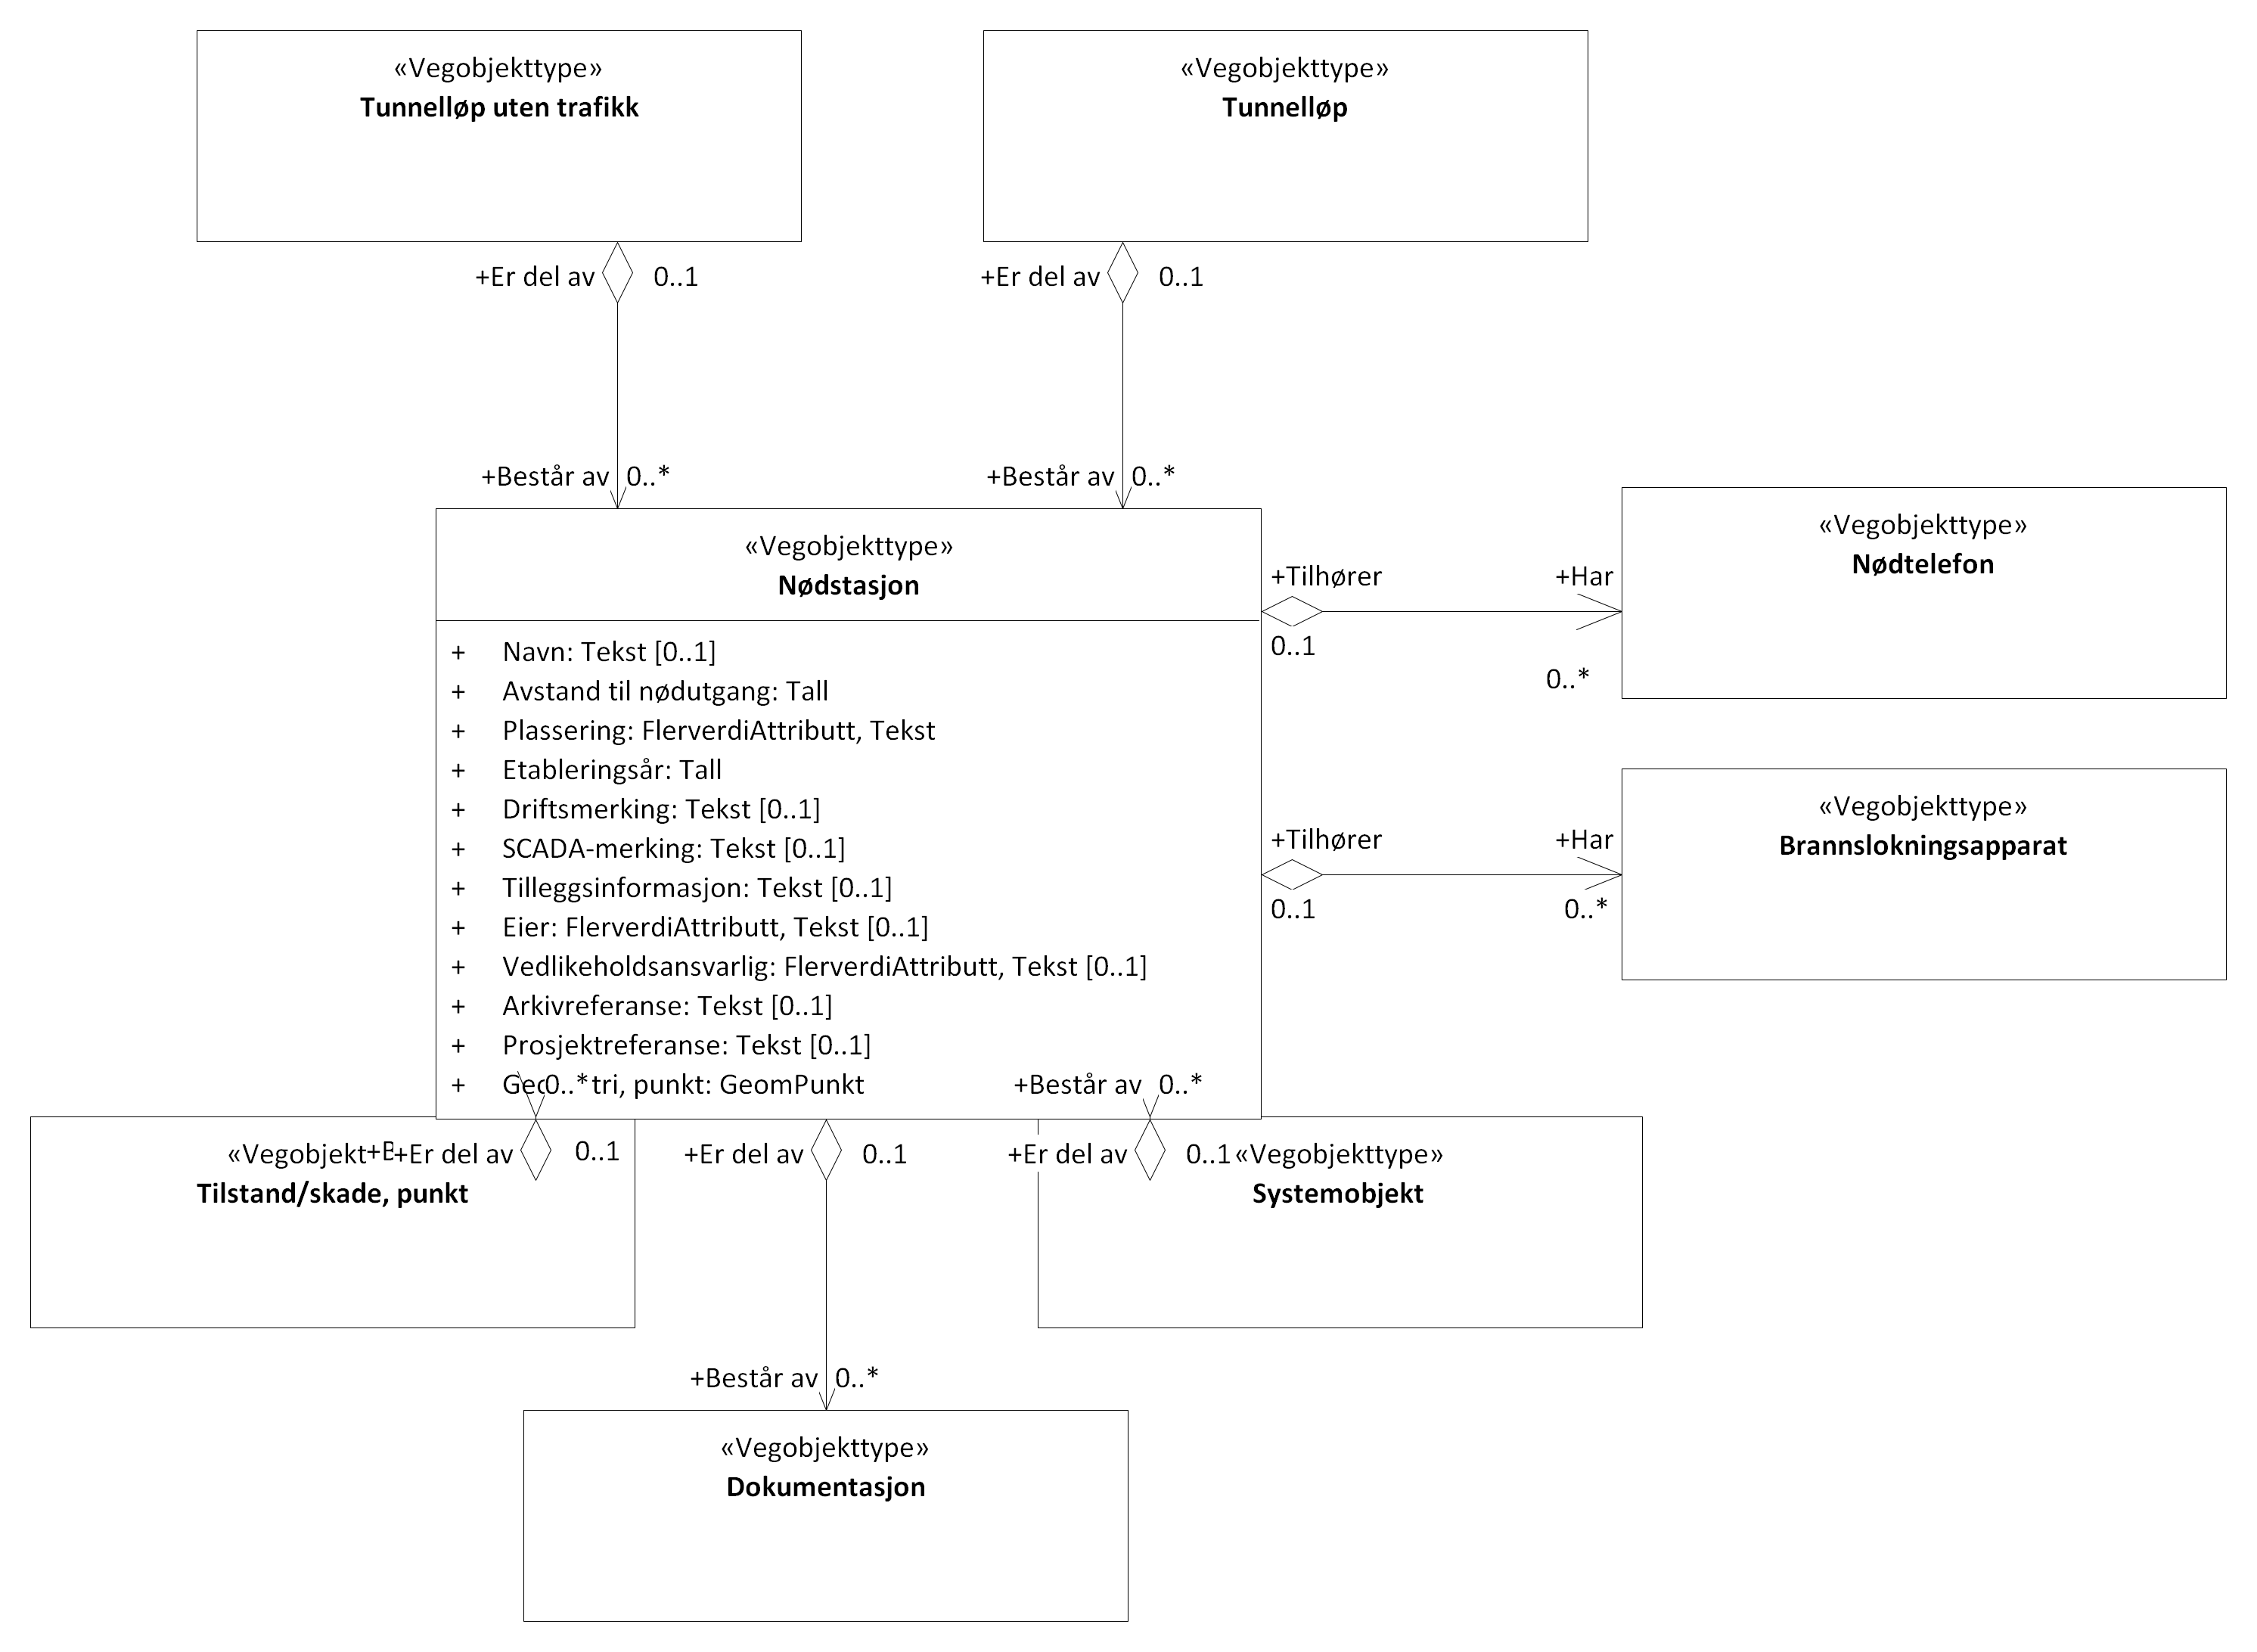 «Vegobjekttype»
Tunnelløp uten trafikk
«Vegobjekttype»
Tunnelløp
+Er del av 0..1
+Er del av 0..1
+Består av 0..*
+Består av 0..*
«Vegobjekttype»
Nødstasjon
+ Navn: Tekst [0..1]
+ Avstand til nødutgang: Tall
+ Plassering: FlerverdiAttributt, Tekst
+ Etableringsår: Tall
+ Driftsmerking: Tekst [0..1]
+ SCADA-merking: Tekst [0..1]
+ Tilleggsinformasjon: Tekst [0..1]
+ Eier: FlerverdiAttributt, Tekst [0..1]
+ Vedlikeholdsansvarlig: FlerverdiAttributt, Tekst [0..1]
+ Arkivreferanse: Tekst [0..1]
+ Prosjektreferanse: Tekst [0..1]
+ tri, punkt: GeomPunkt
0..*
+Består av 0..*
+Tilhører +Har
0..1
0..*
«Vegobjekttype»
Nødtelefon
+Tilhører +Har
0..1 0..*
«Vegobjekttype»
Brannslokningsapparat
«Vegobjekt
+Er del av 0..1
Tilstand/skade, punkt
+Er del av 0..1
+Er del av 0..1
«Vegobjekttype»
Systemobjekt
+Består av 0..*
«Vegobjekttype»
Dokumentasjon